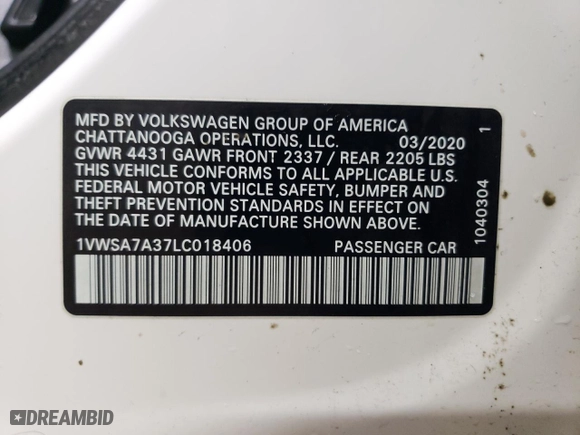 MFD BY VOLKSWAGEN GROUP OF AMERICA
CHATTANOOGA OPERATIONS, LLC. 03/2020
GVWR 4431 GAWR FRONT 2337 / REAR 2205 LBS
THIS VEHICLE CONFORMS TO ALL APPLICABLE U.S.
FEDERAL MOTOR VEHICLE SAFETY, BUMPER AND
THEFT PREVENTION STANDARDS IN EFFECT ON
THE DATE OF MANUFACTURE SHOWN ABOVE.
1VWSA7A37LC018406 PASSENGER CAR
1040304 1
DREAMBID